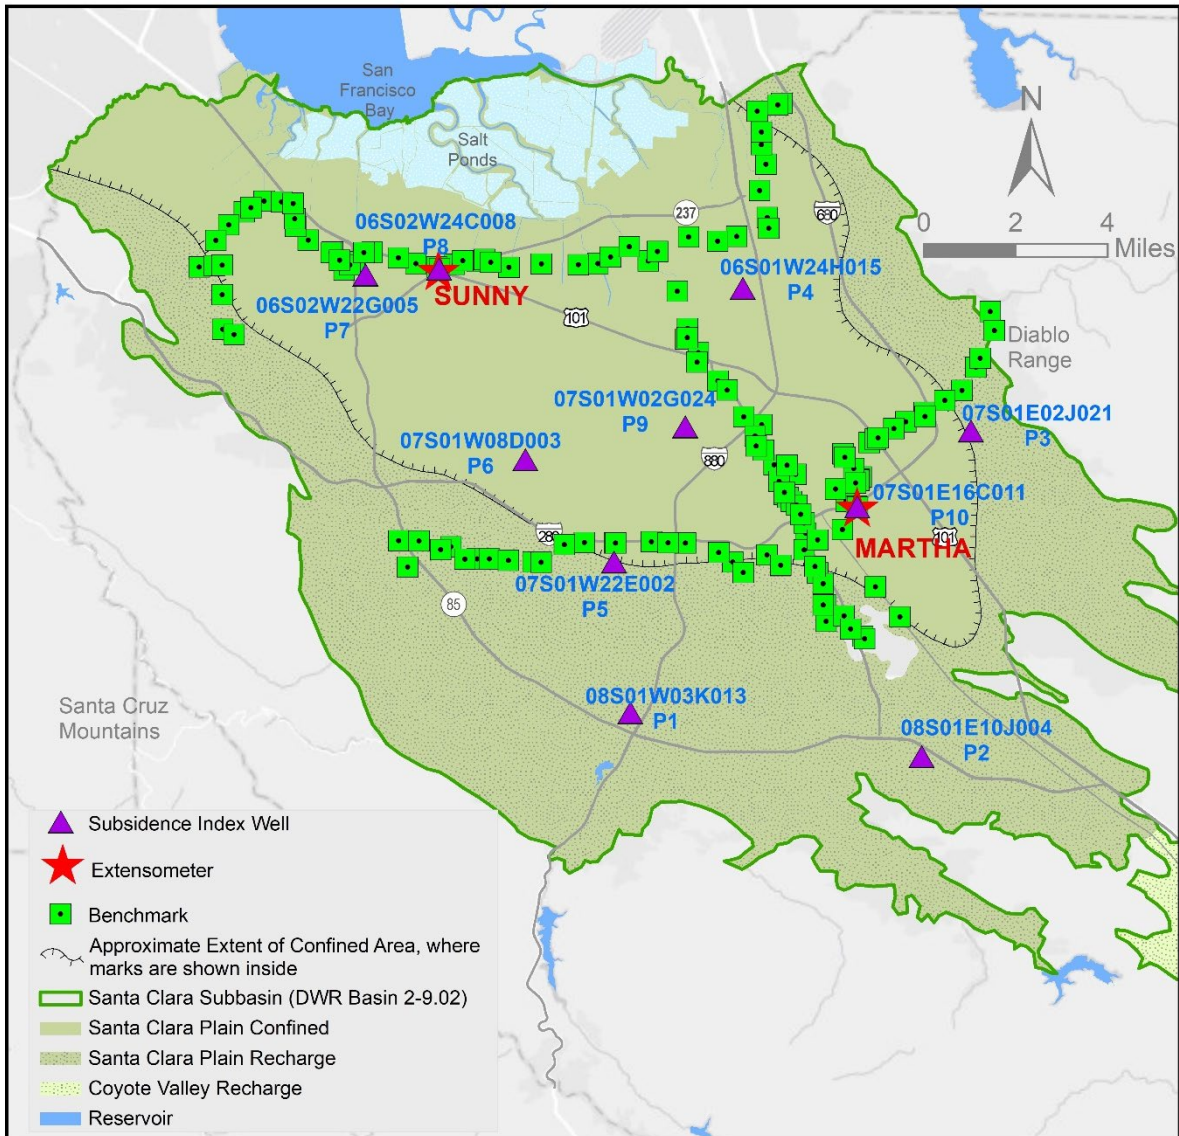 San
Francisco
Bay
Salt
Ponds
N
680
237
0 2 4
Miles
06S02W24C008
P8
SUNNY
06S02W22G005
P7
06S01W24H015
P4
101
Diablo
Range
07S01W02G024
P9
07S01E02J021
P3
07S01W08D003
P6
880
07S01E16C011
P10
101
MARTHA
280
07S01W22E002
P5
85
08S01W03K013
P1
Santa Cruz
Mountains
08S01E10J004
P2
Subsidence Index Well
Extensometer
Benchmark
Approximate Extent of Confined Area, where
marks are shown inside
Santa Clara Subbasin (DWR Basin 2-9.02)
Santa Clara Plain Confined
Santa Clara Plain Recharge
Coyote Valley Recharge
Reservoir